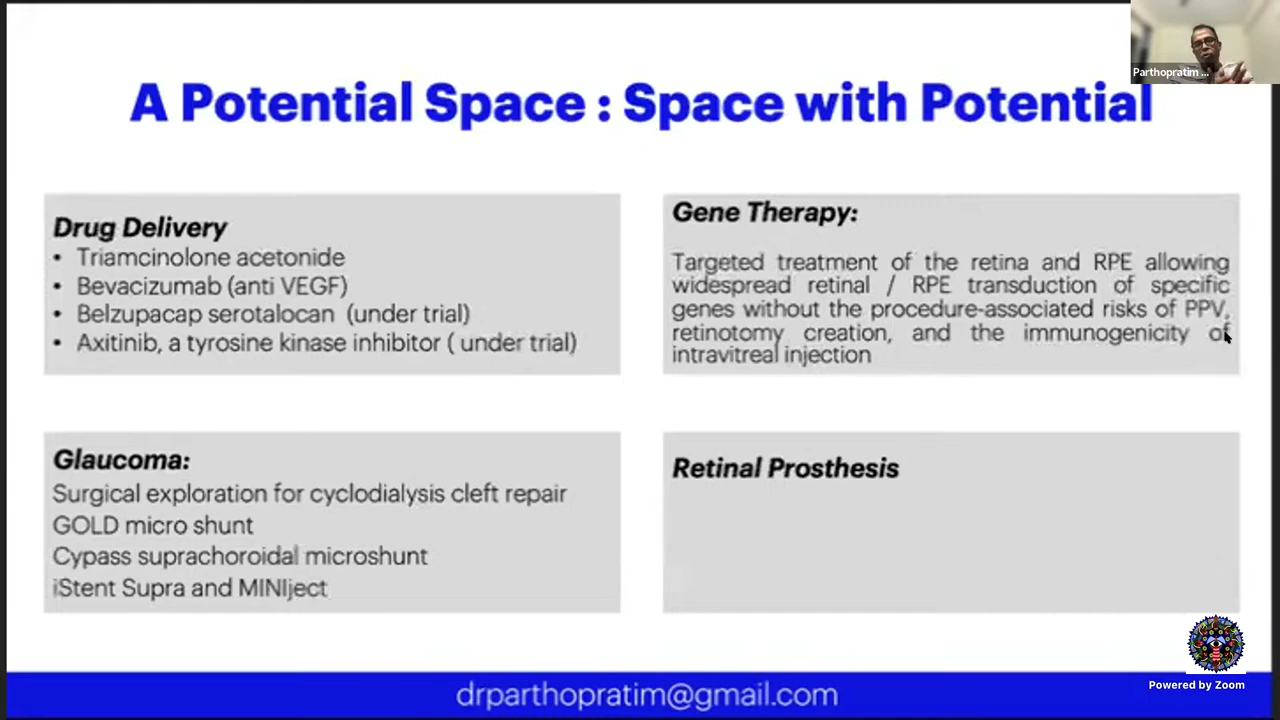 Parthopratim ...
A Potential Space : Space with Potential
Drug Delivery
• Triamcinolone acetonide
• Bevacizumab (anti VEGF)
• Belzupacap serotalocan (under trial)
• Axitinib, a tyrosine kinase inhibitor ( under trial)
Gene Therapy:
Targeted treatment of the retina and RPE allowing
widespread retinal / RPE transduction of specific
genes without the procedure-associated risks of PPV,
retinotomy creation, and the immunogenicity of
intravitreal injection
Glaucoma:
Surgical exploration for cyclodialysis cleft repair
GOLD micro shunt
Cypass suprachoroidal microshunt
iStent Supra and MINIject
Retinal Prosthesis
drparthopratim@gmail.com
Powered by Zoom